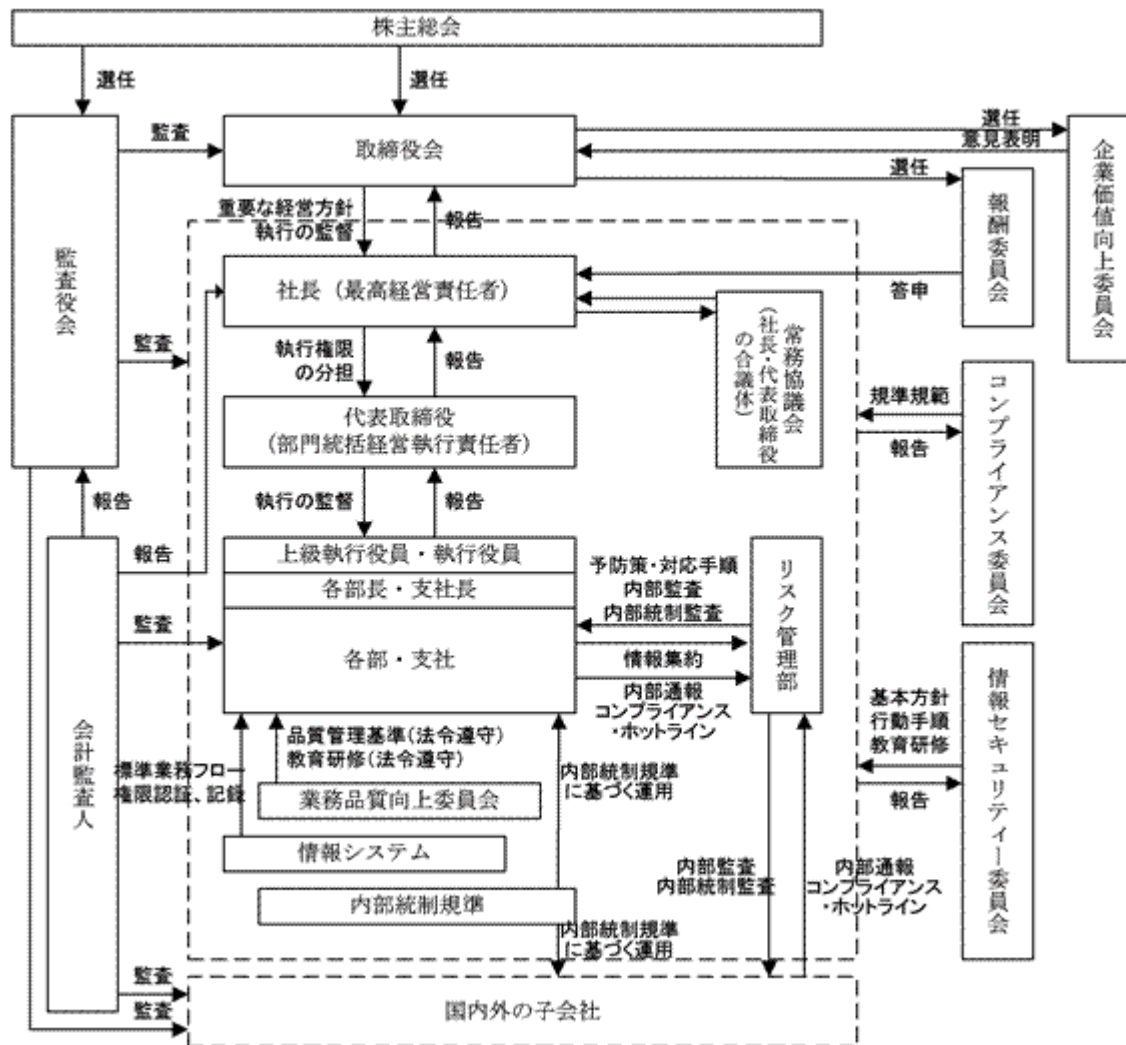 株主総会
選任
選任
監査役会
監査
取締役会
選任
意見表明
企業価値向上委員会
選任
報酬委員会
重要な経営方針
執行の監督
報告
社長（最高経営責任者）
答申
監査
執行権限
の分担
報告
常務協議会
（社長・代表取締役
の合議体）
規準規範
報告
コンプライアンス委員会
代表取締役
（部門統括経営執行責任者）
報告
執行の監督
報告
会計監査人
報告
上級執行役員・執行役員
各部長・支社長
各部・支社
監査
予防策・対応手順
内部監査
内部統制監査
情報集約
内部通報
コンプライアンス
・ホットライン
リスク管理部
基本方針
行動手順
教育研修
報告
情報セキュリティー委員会
品質管理基準（法令遵守）
教育研修（法令遵守）
標準業務フロー
権限認証、記録
業務品質向上委員会
情報システム
内部統制規準
内部統制規準
に基づく運用
内部統制規準
に基づく運用
内部監査
内部統制監査
内部通報
コンプライアンス
・ホットライン
監査
監査
国内外の子会社